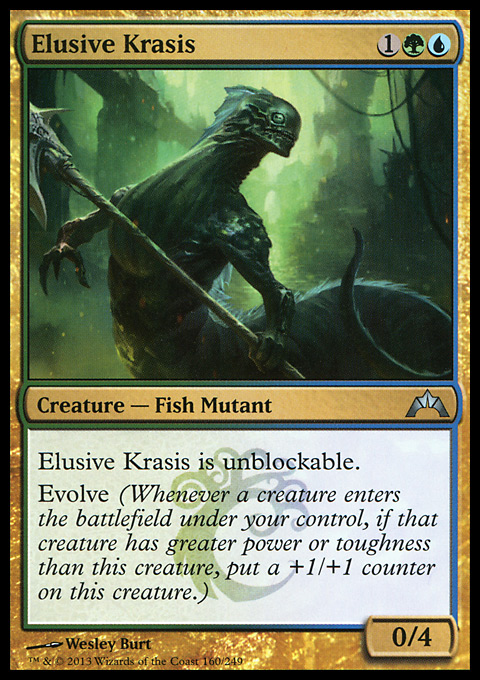 Elusive Krasis 1
Creature — Fish Mutant
Elusive Krasis is unblockable.
Evolve (Whenever a creature enters
the battlefield under your control, if that
creature has greater power or toughness
than this creature, put a +1/+1 counter
on this creature.)
0/4
Wesley Burt
™ & © 2013 Wizards of the Coast 160/249